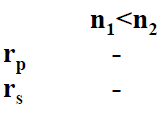 n₁<n₂
rₚ -
rₛ -